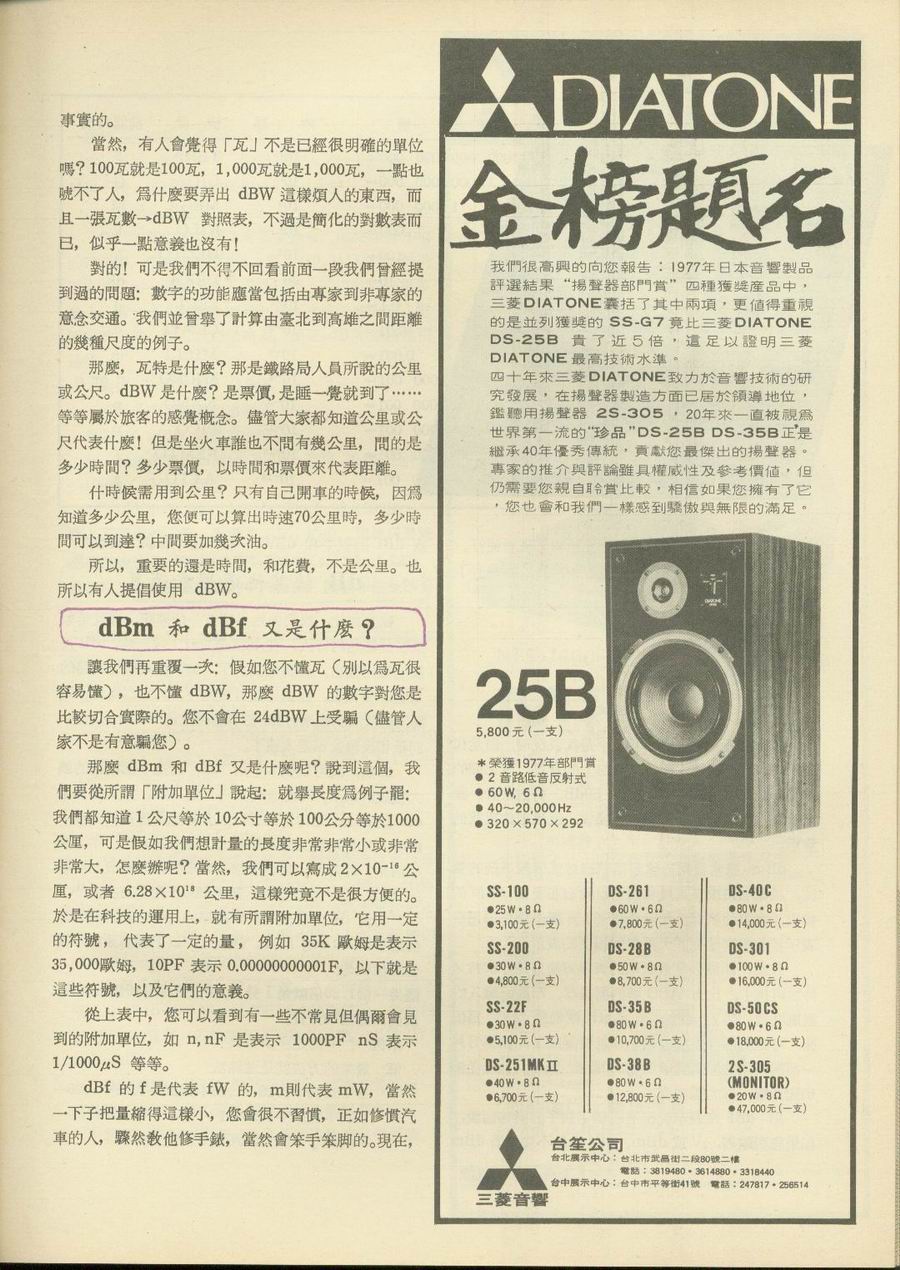 事實的。
當然，有人會覺得「瓦」不是已經很明確的單位
嗎？100瓦就是100瓦，1,000瓦就是1,000瓦，一點也
唬不了人，爲什麼要弄出 dBW 這樣煩人的東西，而
且一張瓦數→dBW 對照表，不過是簡化的對數表而
已，似乎一點意義也沒有！
對的！可是我們不得不回看前面一段我們曾經提
到過的問題：數字的功能應當包括由專家到非專家的
意念交通。我們並曾舉了計算由臺北到高雄之間距離
的幾種尺度的例子。
那麼，瓦特是什麼？那是鐵路局人員所說的公里
或公尺。dBW 是什麼？是票價，是睡一覺就到了……
等等屬於旅客的感覺概念。儘管大家都知道公里或公
尺代表什麼！但是坐火車誰也不問有幾公里，問的是
多少時間？多少票價，以時間和票價來代表距離。
什時候需用到公里？只有自己開車的時候，因爲
知道多少公里，您便可以算出時速70公里時，多少時
間可以到達？中間要加幾次油。
所以，重要的還是時間，和花費，不是公里。也
所以有人提倡使用 dBW。
dBm 和 dBf 又是什麼？
讓我們再重覆一次：假如您不懂瓦（別以爲瓦很
容易懂），也不懂 dBW，那麼 dBW 的數字對您是
比較切合實際的。您不會在 24dBW 上受騙（儘管人
家不是有意騙您）。
那麼 dBm 和 dBf 又是什麼呢？說到這個，我
們要從所謂「附加單位」說起：就舉長度爲例子罷：
我們都知道 1 公尺等於 10公寸等於 100公分等於1000
公厘，可是假如我們想計量的長度非常非常小或非常
非常大，怎麼辦呢？當然，我們可以寫成 2×10⁻¹⁶ 公
厘，或者 6.28×10¹⁸ 公里，這樣究竟不是很方便的。
於是在科技的運用上，就有所謂附加單位，它用一定
的符號，代表了一定的量，例如 35K 歐姆是表示
35,000歐姆，10PF 表示 0.00000000001F，以下就是
這些符號，以及它們的意義。
從上表中，您可以看到有一些不常見但偶爾會見
到的附加單位，如 n,nF 是表示 1000PF nS 表示
1/1000μS 等等。
dBf 的 f 是代表 fW 的，m則代表 mW，當然
一下子把量縮得這樣小，您會很不習慣，正如修慣汽
車的人，驟然敎他修手錶，當然會笨手笨脚的。現在，
DIATONE
金榜題名
我們很高興的向您報告：1977年日本音響製品
評選結果“揚聲器部門賞”四種獲獎産品中，
三菱DIATONE囊括了其中兩項，更値得重視
的是並列獲獎的 SS-G7 竟比三菱DIATONE
DS-25B 貴了近5倍，這足以證明三菱
DIATONE最高技術水準。
四十年來三菱DIATONE致力於音響技術的研
究發展，在揚聲器製造方面已居於領導地位，
鑑聽用揚聲器 2S-305，20年來一直被視爲
世界第一流的“珍品”DS-25B DS-35B正是
繼承40年優秀傳統，貢獻您最傑出的揚聲器。
專家的推介與評論雖具權威性及參考價值，但
仍需要您親自聆賞比較，相信如果您擁有了它
，您也會和我們一樣感到驕傲與無限的滿足。
DIATONE
25B
5,800元(一支)
＊榮獲1977年部門賞
●2音路低音反射式
●60W, 6Ω
●40～20,000Hz
●320×570×292
SS-100
●25W・8Ω
●3,100元(一支)
SS-200
●30W・8Ω
●4,800元(一支)
SS-22F
●30W・8Ω
●5,100元(一支)
DS-251MKⅡ
●40W・8Ω
●6,700元(一支)
DS-261
●60W・6Ω
●7,800元(一支)
DS-28B
●50W・8Ω
●8,700元(一支)
DS-35B
●80W・6Ω
●10,700元(一支)
DS-38B
●80W・6Ω
●12,800元(一支)
DS-40C
●80W・8Ω
●14,000元(一支)
DS-301
●100W・8Ω
●16,000元(一支)
DS-50CS
●80W・6Ω
●18,000元(一支)
2S-305
(MONITOR)
●20W・8Ω
●47,000元(一支)
三菱音響
台笙公司
台北展示中心：台北市武昌街二段80號二樓
電話：3819480・3614880・3318440
台中展示中心：台中市平等街41號 電話：247817・256514